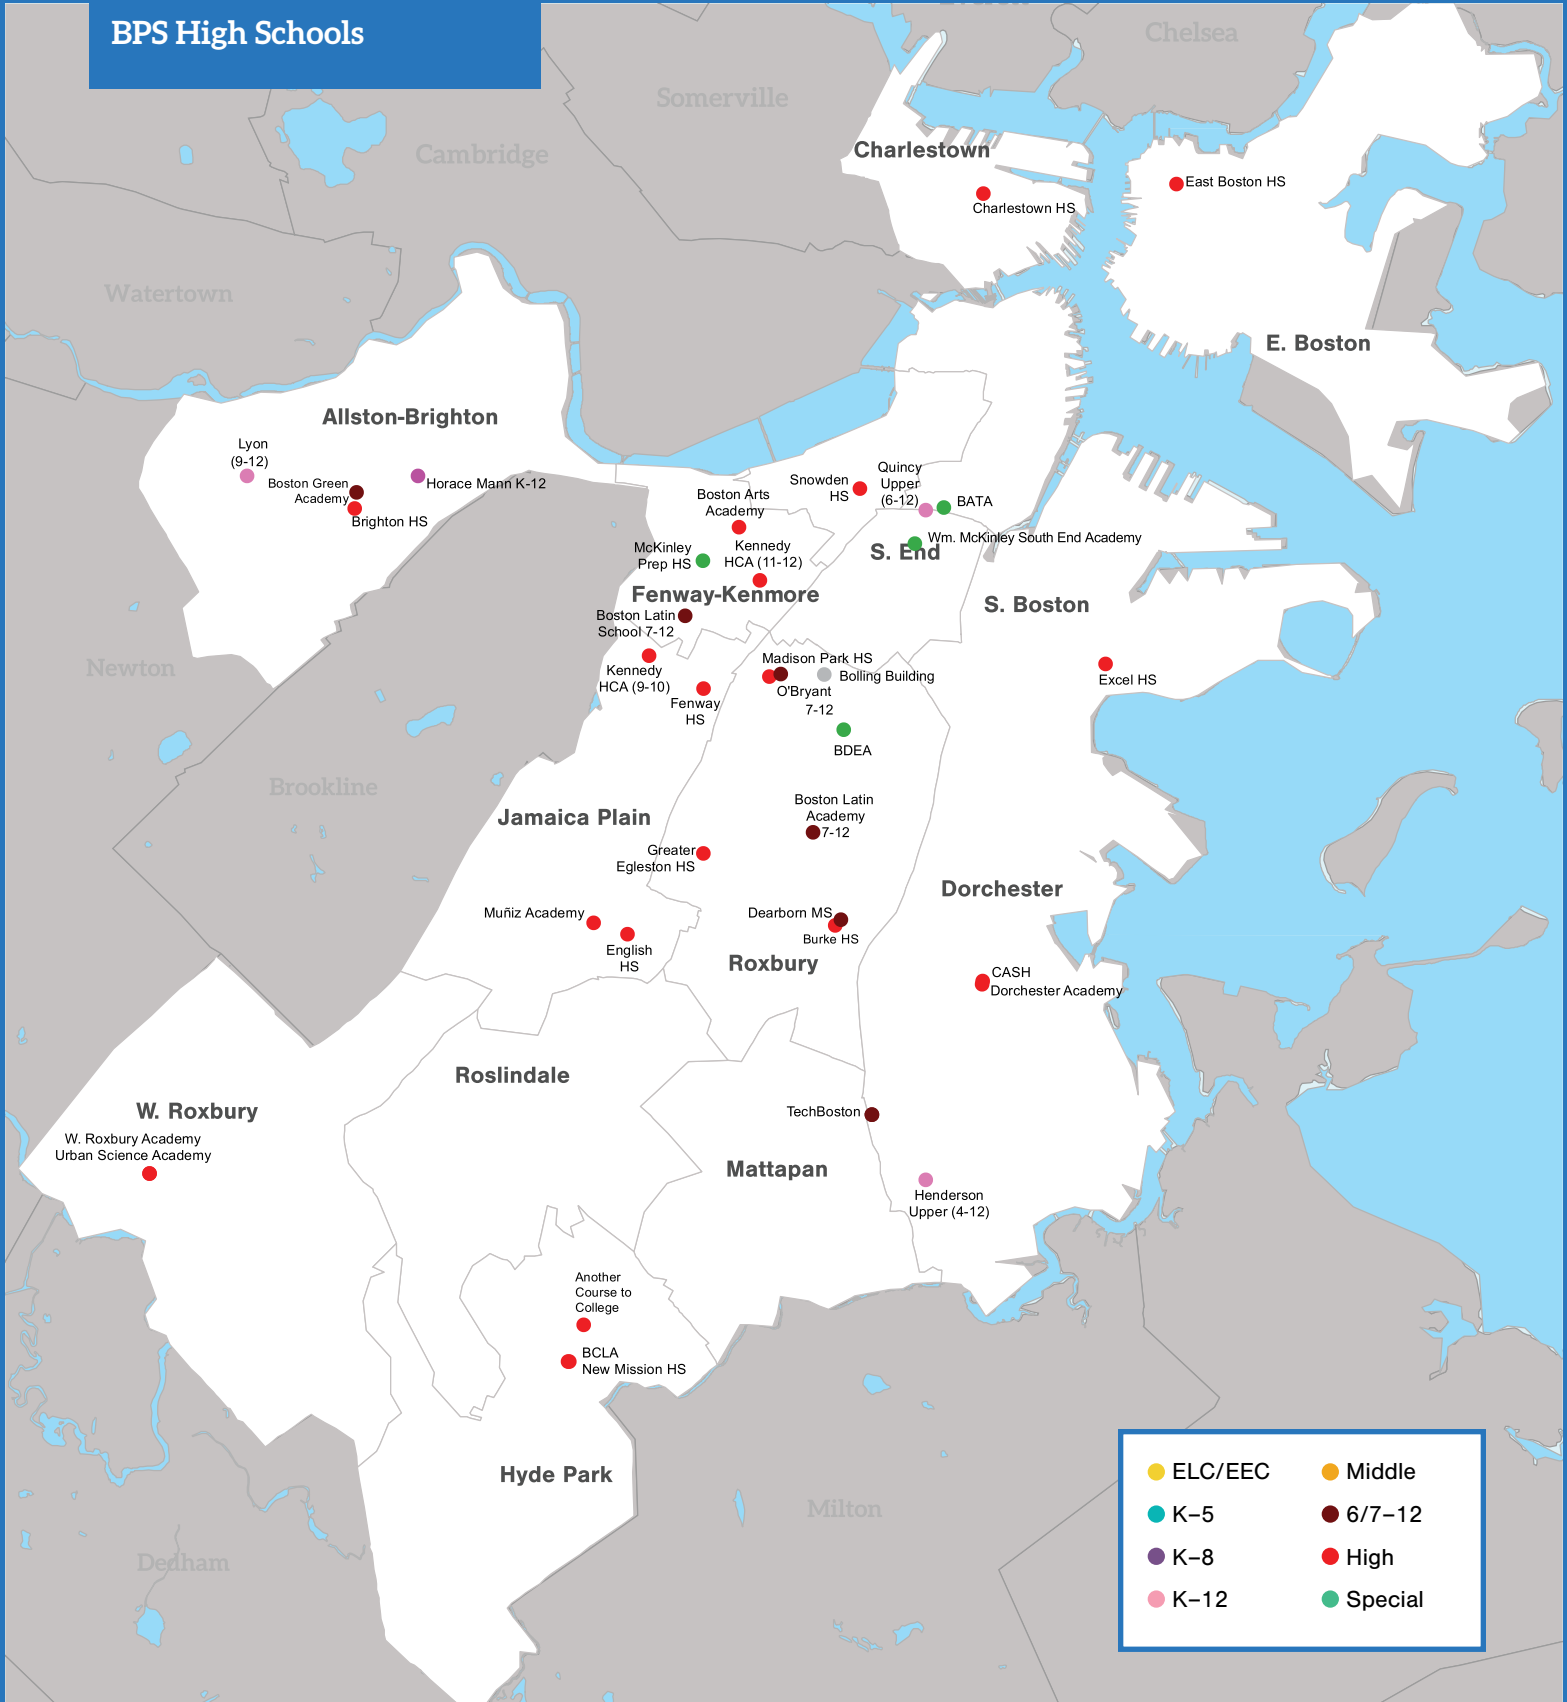 BPS High Schools
Chelsea
Somerville
Cambridge
Charlestown
East Boston HS
Charlestown HS
Watertown
E. Boston
Allston-Brighton
Lyon
(9-12)
Boston Green
Academy
Horace Mann K-12
Brighton HS
Snowden
HS
Quincy
Upper
(6-12)
BATA
Boston Arts
Academy
Wm. McKinley South End Academy
S. End
McKinley
Prep HS
Kennedy
HCA (11-12)
Fenway-Kenmore
S. Boston
Boston Latin
School 7-12
Newton
Kennedy
HCA (9-10)
Madison Park HS
Bolling Building
O'Bryant
7-12
Excel HS
Fenway
HS
BDEA
Brookline
Jamaica Plain
Boston Latin
Academy
7-12
Greater
Egleston HS
Dorchester
Muñiz Academy
English
HS
Dearborn MS
Burke HS
Roxbury
CASH
Dorchester Academy
Roslindale
W. Roxbury
W. Roxbury Academy
Urban Science Academy
TechBoston
Mattapan
Henderson
Upper (4-12)
Another
Course to
College
BCLA
New Mission HS
Hyde Park
Milton
Dedham
ELC/EEC
Middle
K–5
6/7–12
K–8
High
K–12
Special